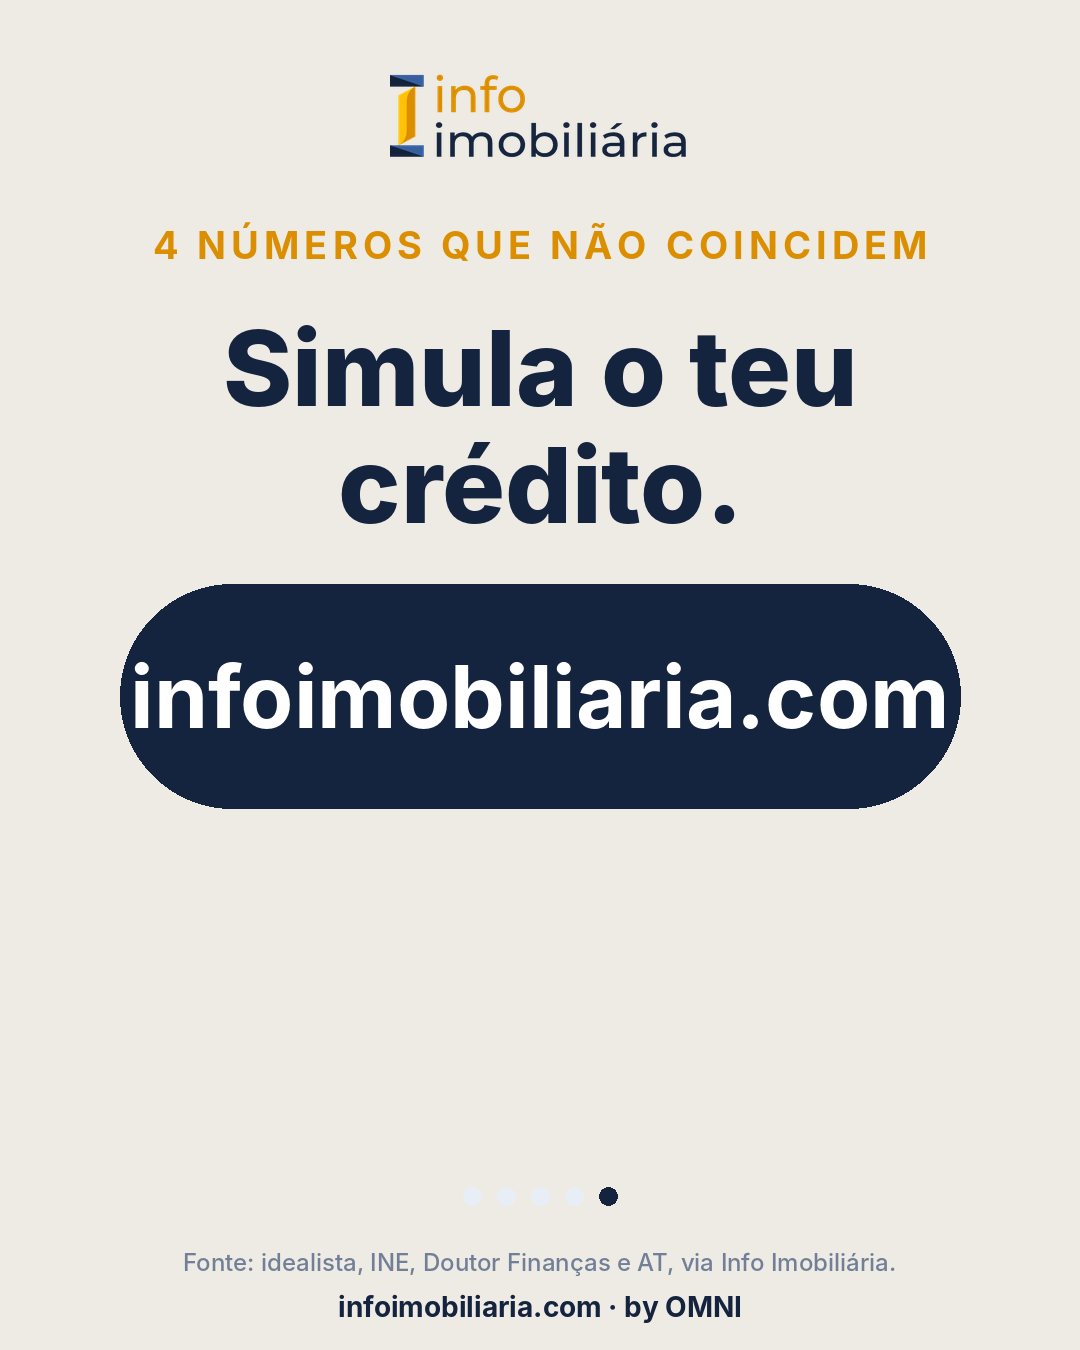 info
imobiliária
4 NÚMEROS QUE NÃO COINCIDEM
Simula o teu
crédito.
infoimobiliaria.com
Fonte: idealista, INE, Doutor Finanças e AT, via Info Imobiliária.
infoimobiliaria.com · by OMNI